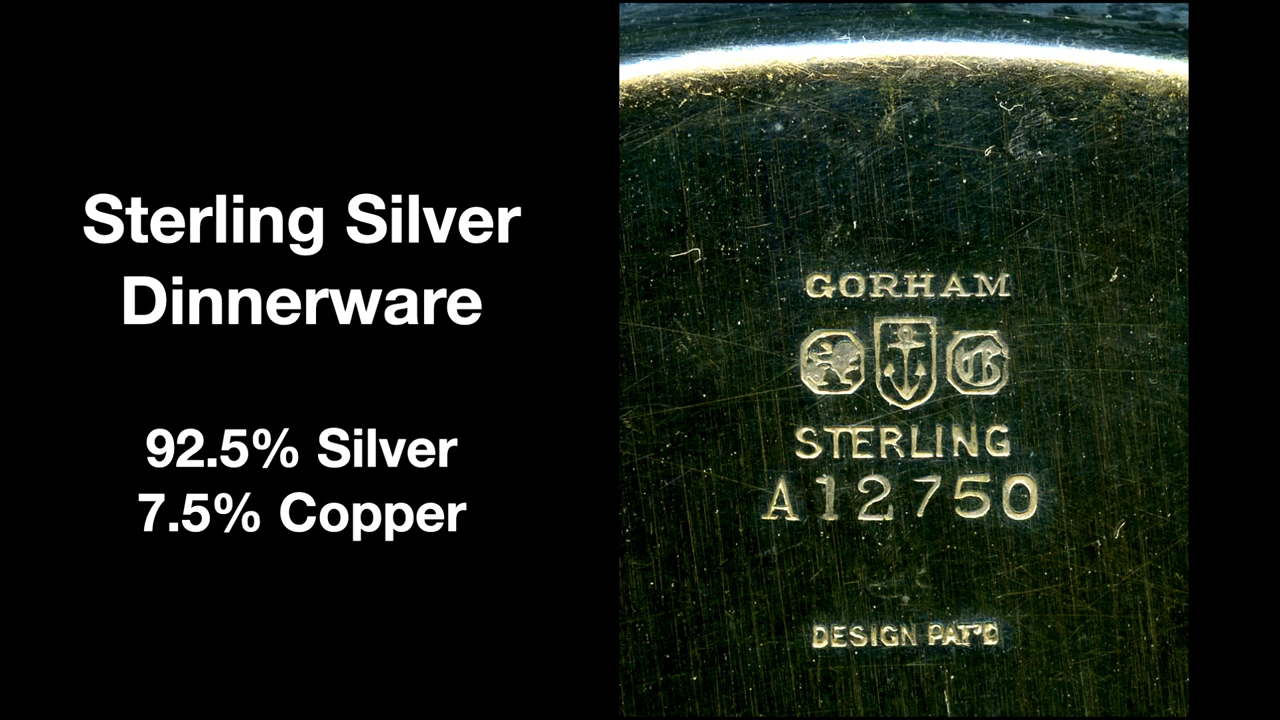 Sterling Silver
Dinnerware
92.5% Silver
7.5% Copper
GORHAM
STERLING
A12750
DESIGN PAT'D